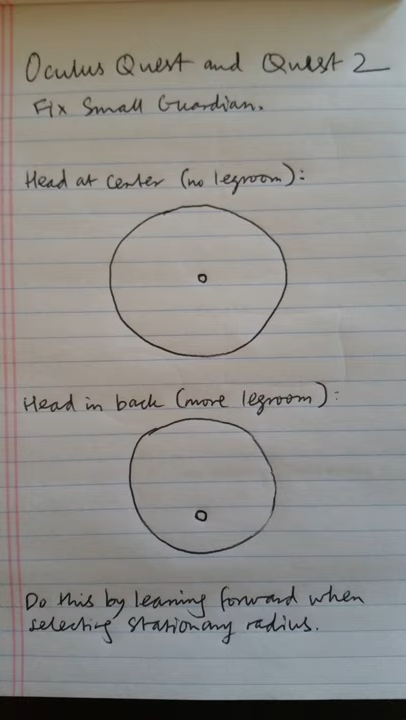 Oculus Quest and Quest 2
Fix Small Guardian.
Head at center (no legroom):
Head in back (more legroom):
Do this by leaning forward when
selecting stationary radius.